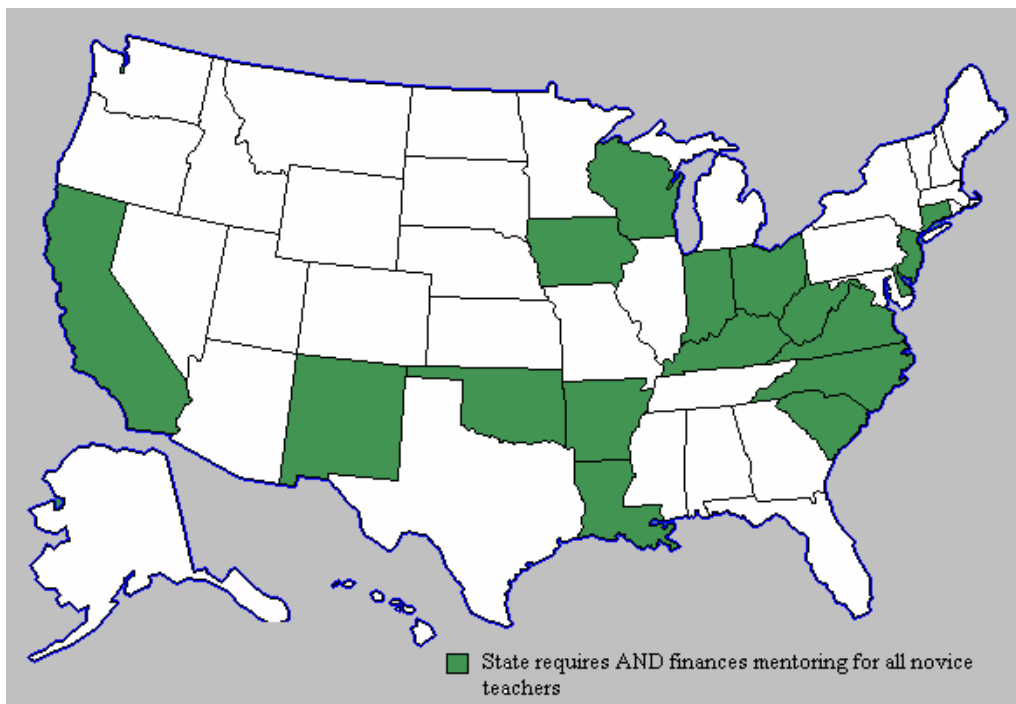 State requires AND finances mentoring for all novice
teachers